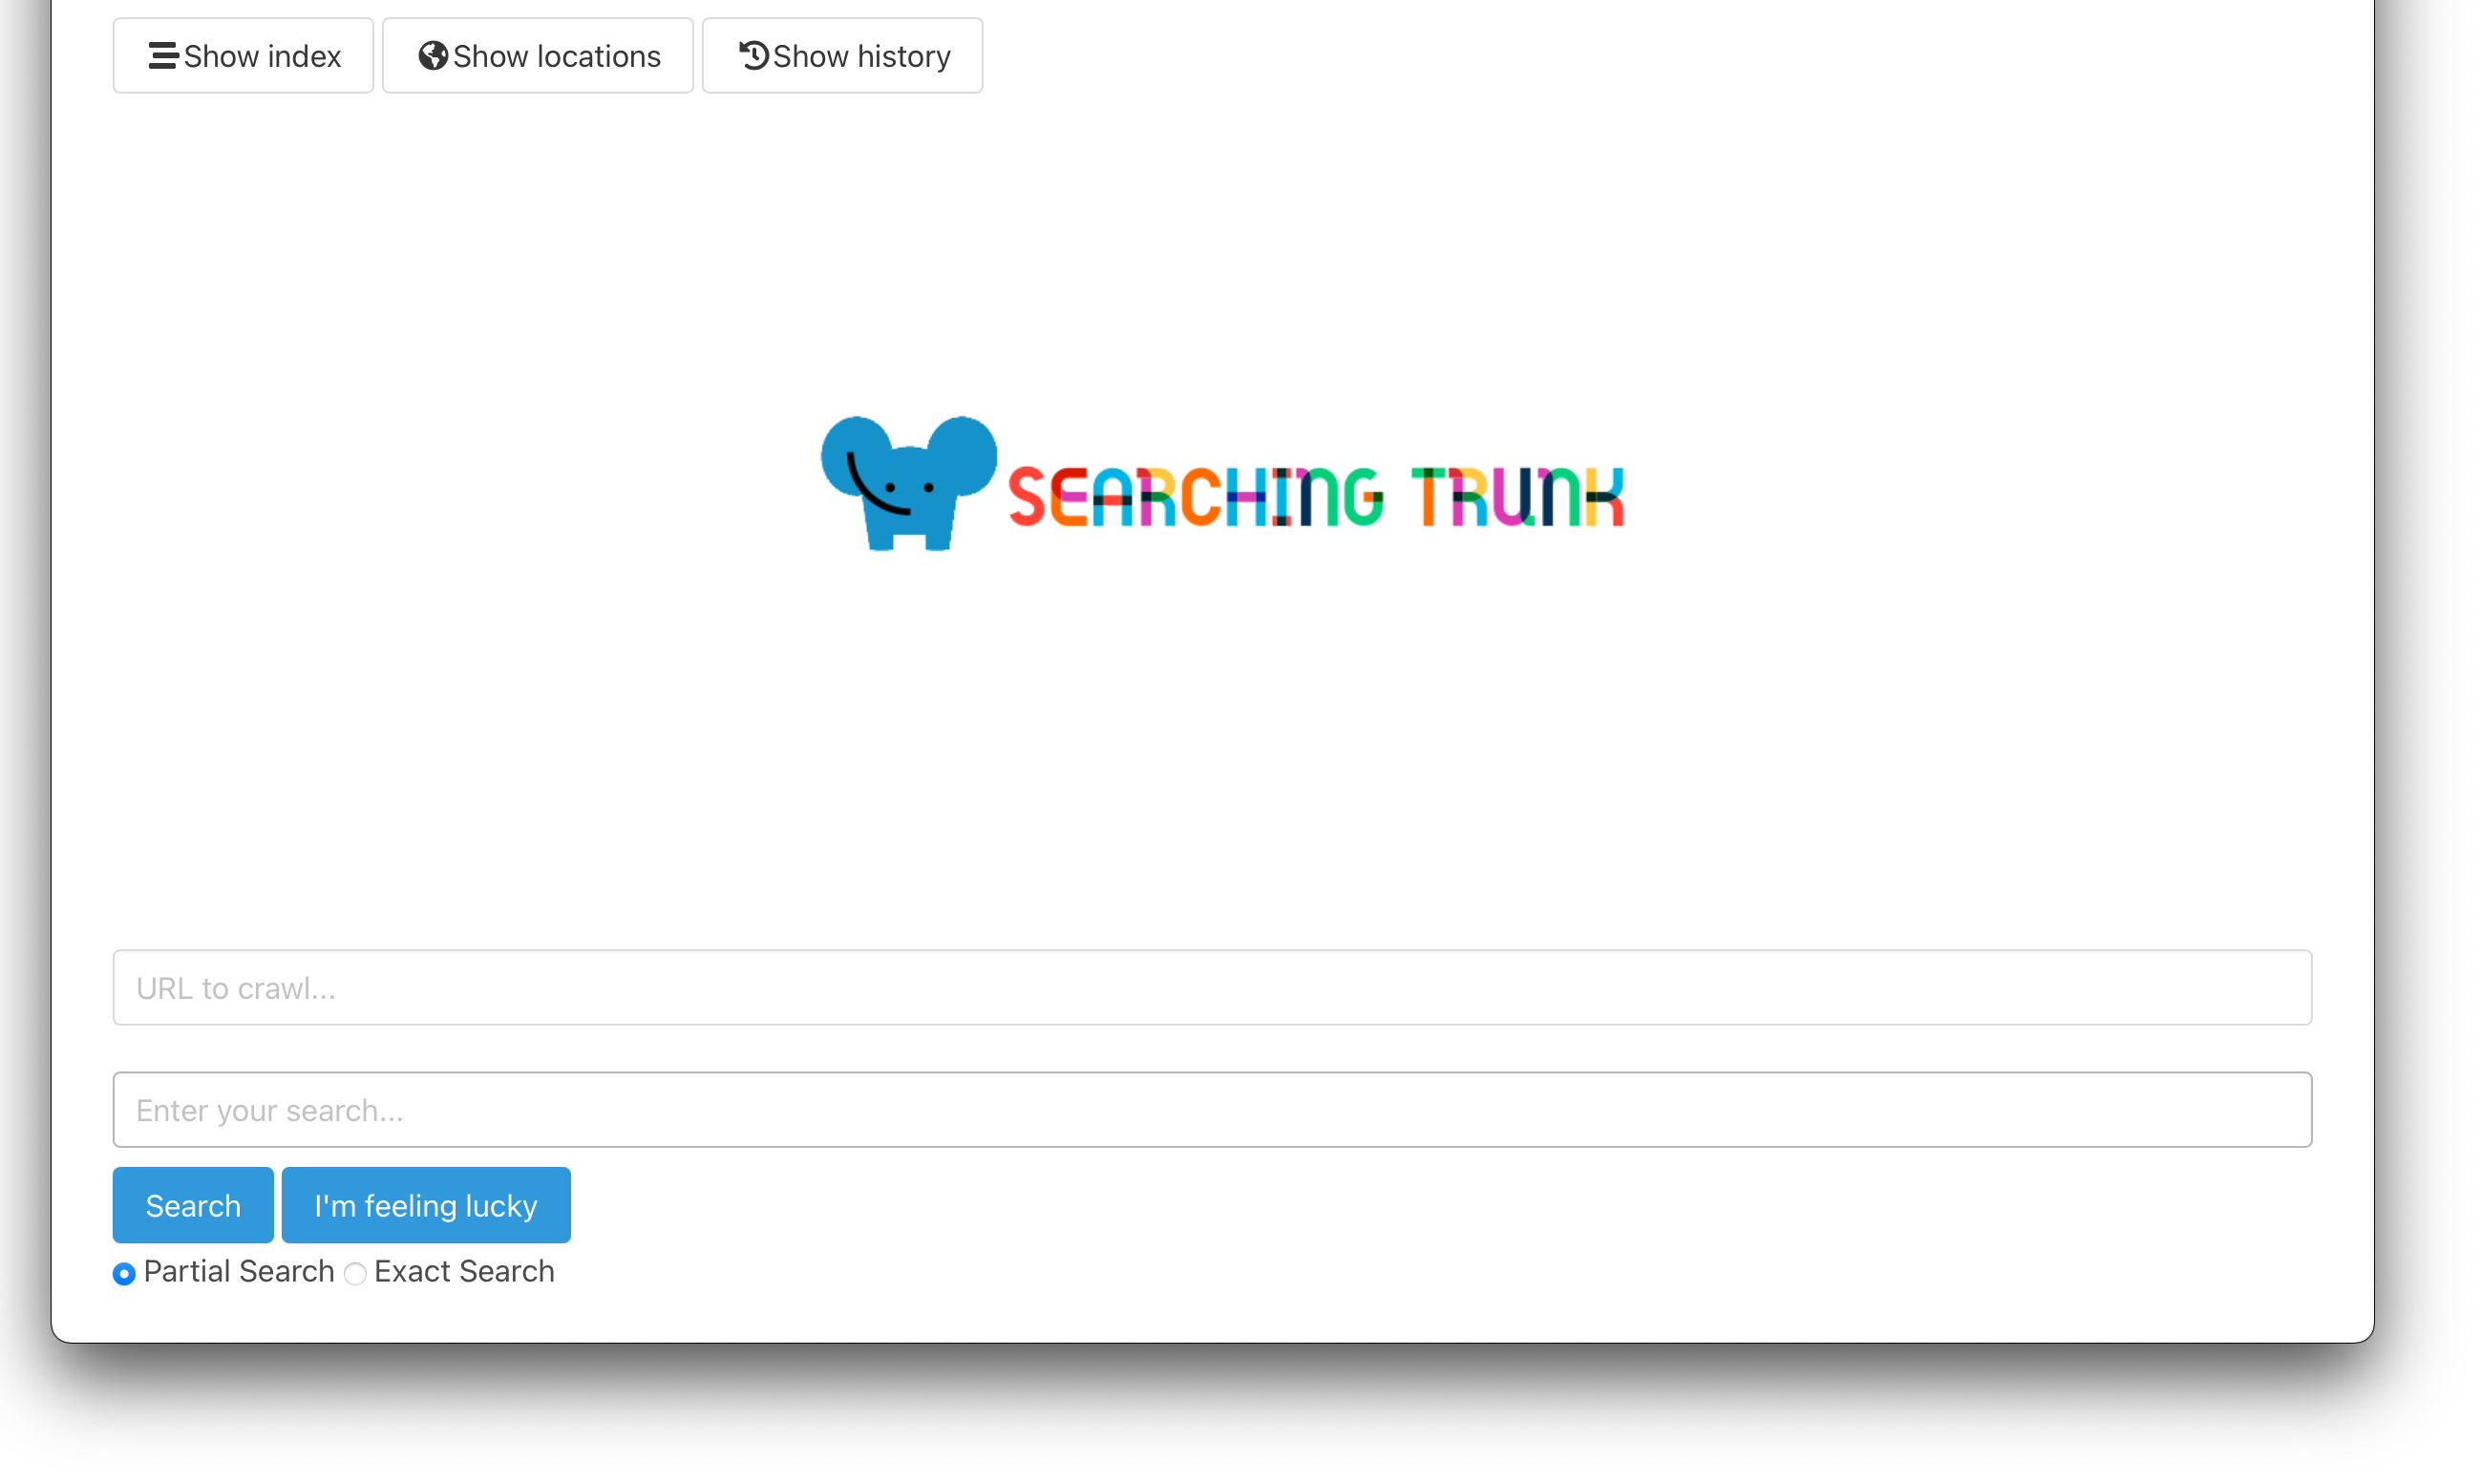 Show index Show locations Show history
SEARCHING TRUNK
URL to crawl...
Enter your search...
Search I'm feeling lucky
Partial Search Exact Search